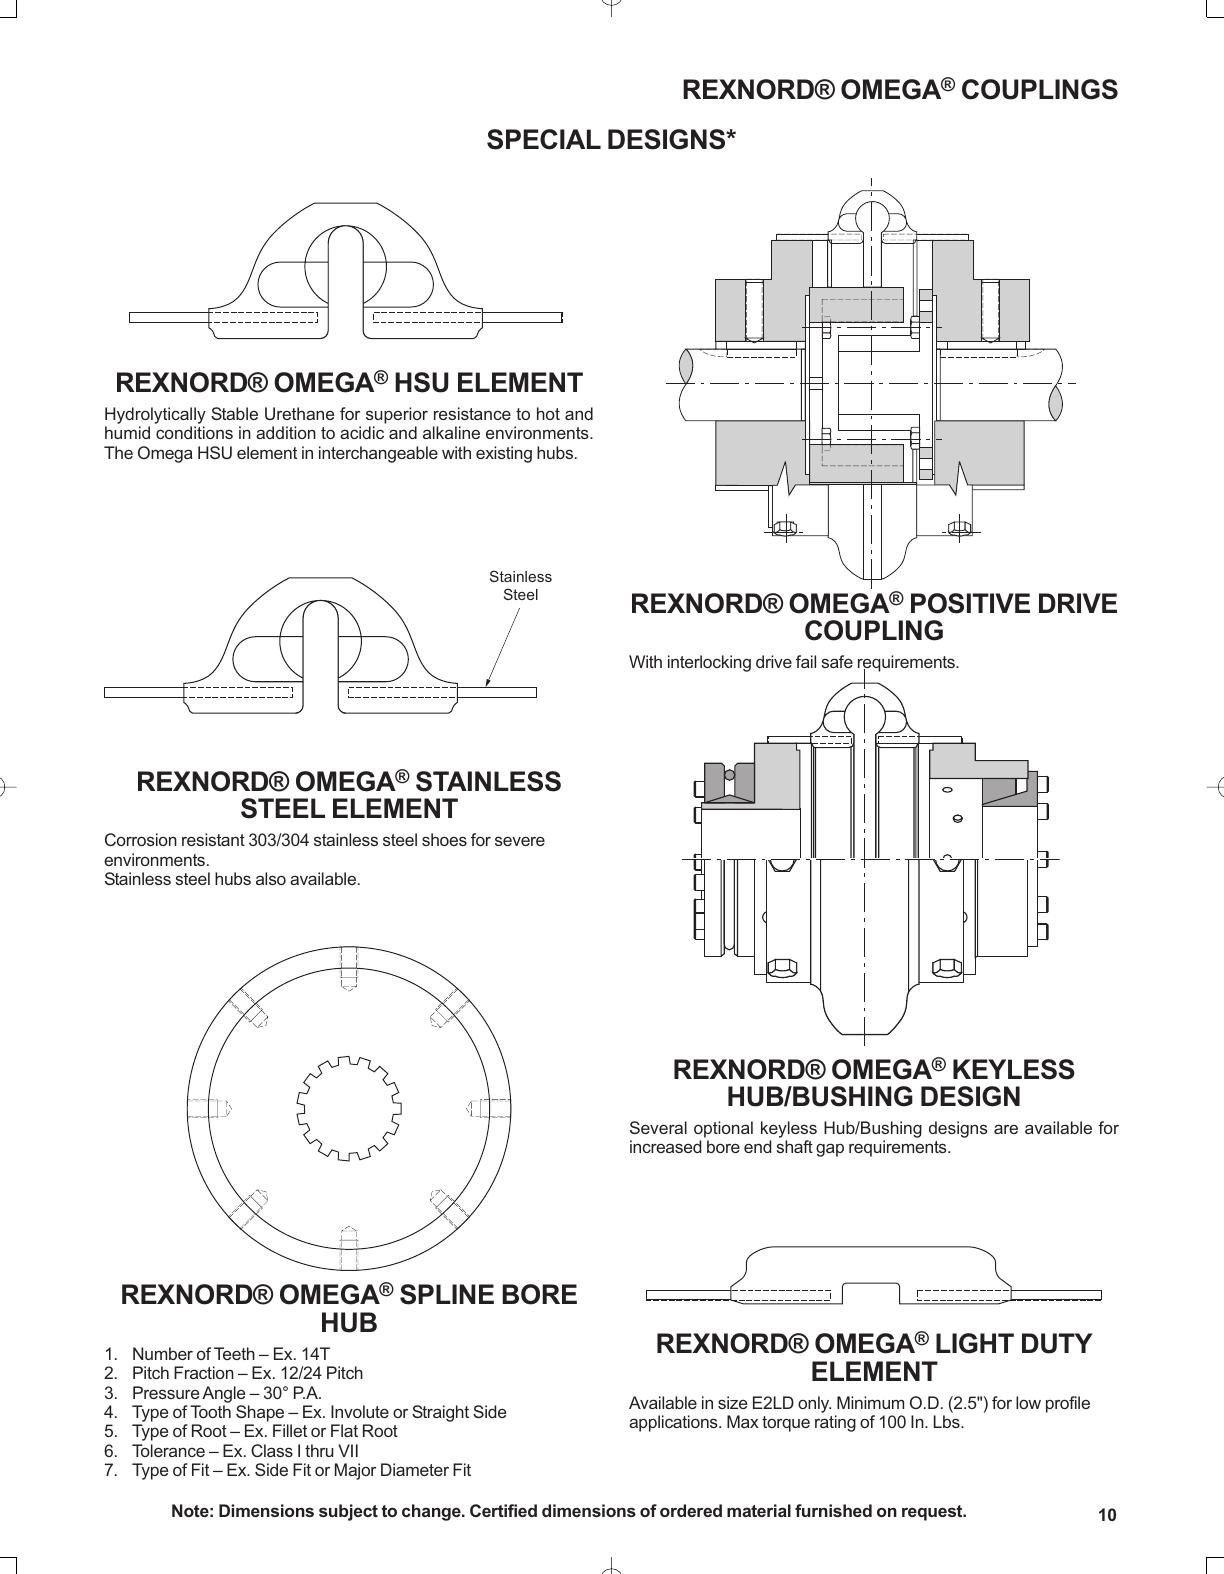 REXNORD® OMEGA® COUPLINGS
SPECIAL DESIGNS*
REXNORD® OMEGA® HSU ELEMENT
Hydrolytically Stable Urethane for superior resistance to hot and
humid conditions in addition to acidic and alkaline environments.
The Omega HSU element in interchangeable with existing hubs.
Stainless
Steel
REXNORD® OMEGA® STAINLESS
STEEL ELEMENT
Corrosion resistant 303/304 stainless steel shoes for severe
environments.
Stainless steel hubs also available.
REXNORD® OMEGA® SPLINE BORE
HUB
1. Number of Teeth – Ex. 14T
2. Pitch Fraction – Ex. 12/24 Pitch
3. Pressure Angle – 30° P.A.
4. Type of Tooth Shape – Ex. Involute or Straight Side
5. Type of Root – Ex. Fillet or Flat Root
6. Tolerance – Ex. Class I thru VII
7. Type of Fit – Ex. Side Fit or Major Diameter Fit
REXNORD® OMEGA® POSITIVE DRIVE
COUPLING
With interlocking drive fail safe requirements.
REXNORD® OMEGA® KEYLESS
HUB/BUSHING DESIGN
Several optional keyless Hub/Bushing designs are available for
increased bore end shaft gap requirements.
REXNORD® OMEGA® LIGHT DUTY
ELEMENT
Available in size E2LD only. Minimum O.D. (2.5") for low profile
applications. Max torque rating of 100 In. Lbs.
Note: Dimensions subject to change. Certified dimensions of ordered material furnished on request.
10